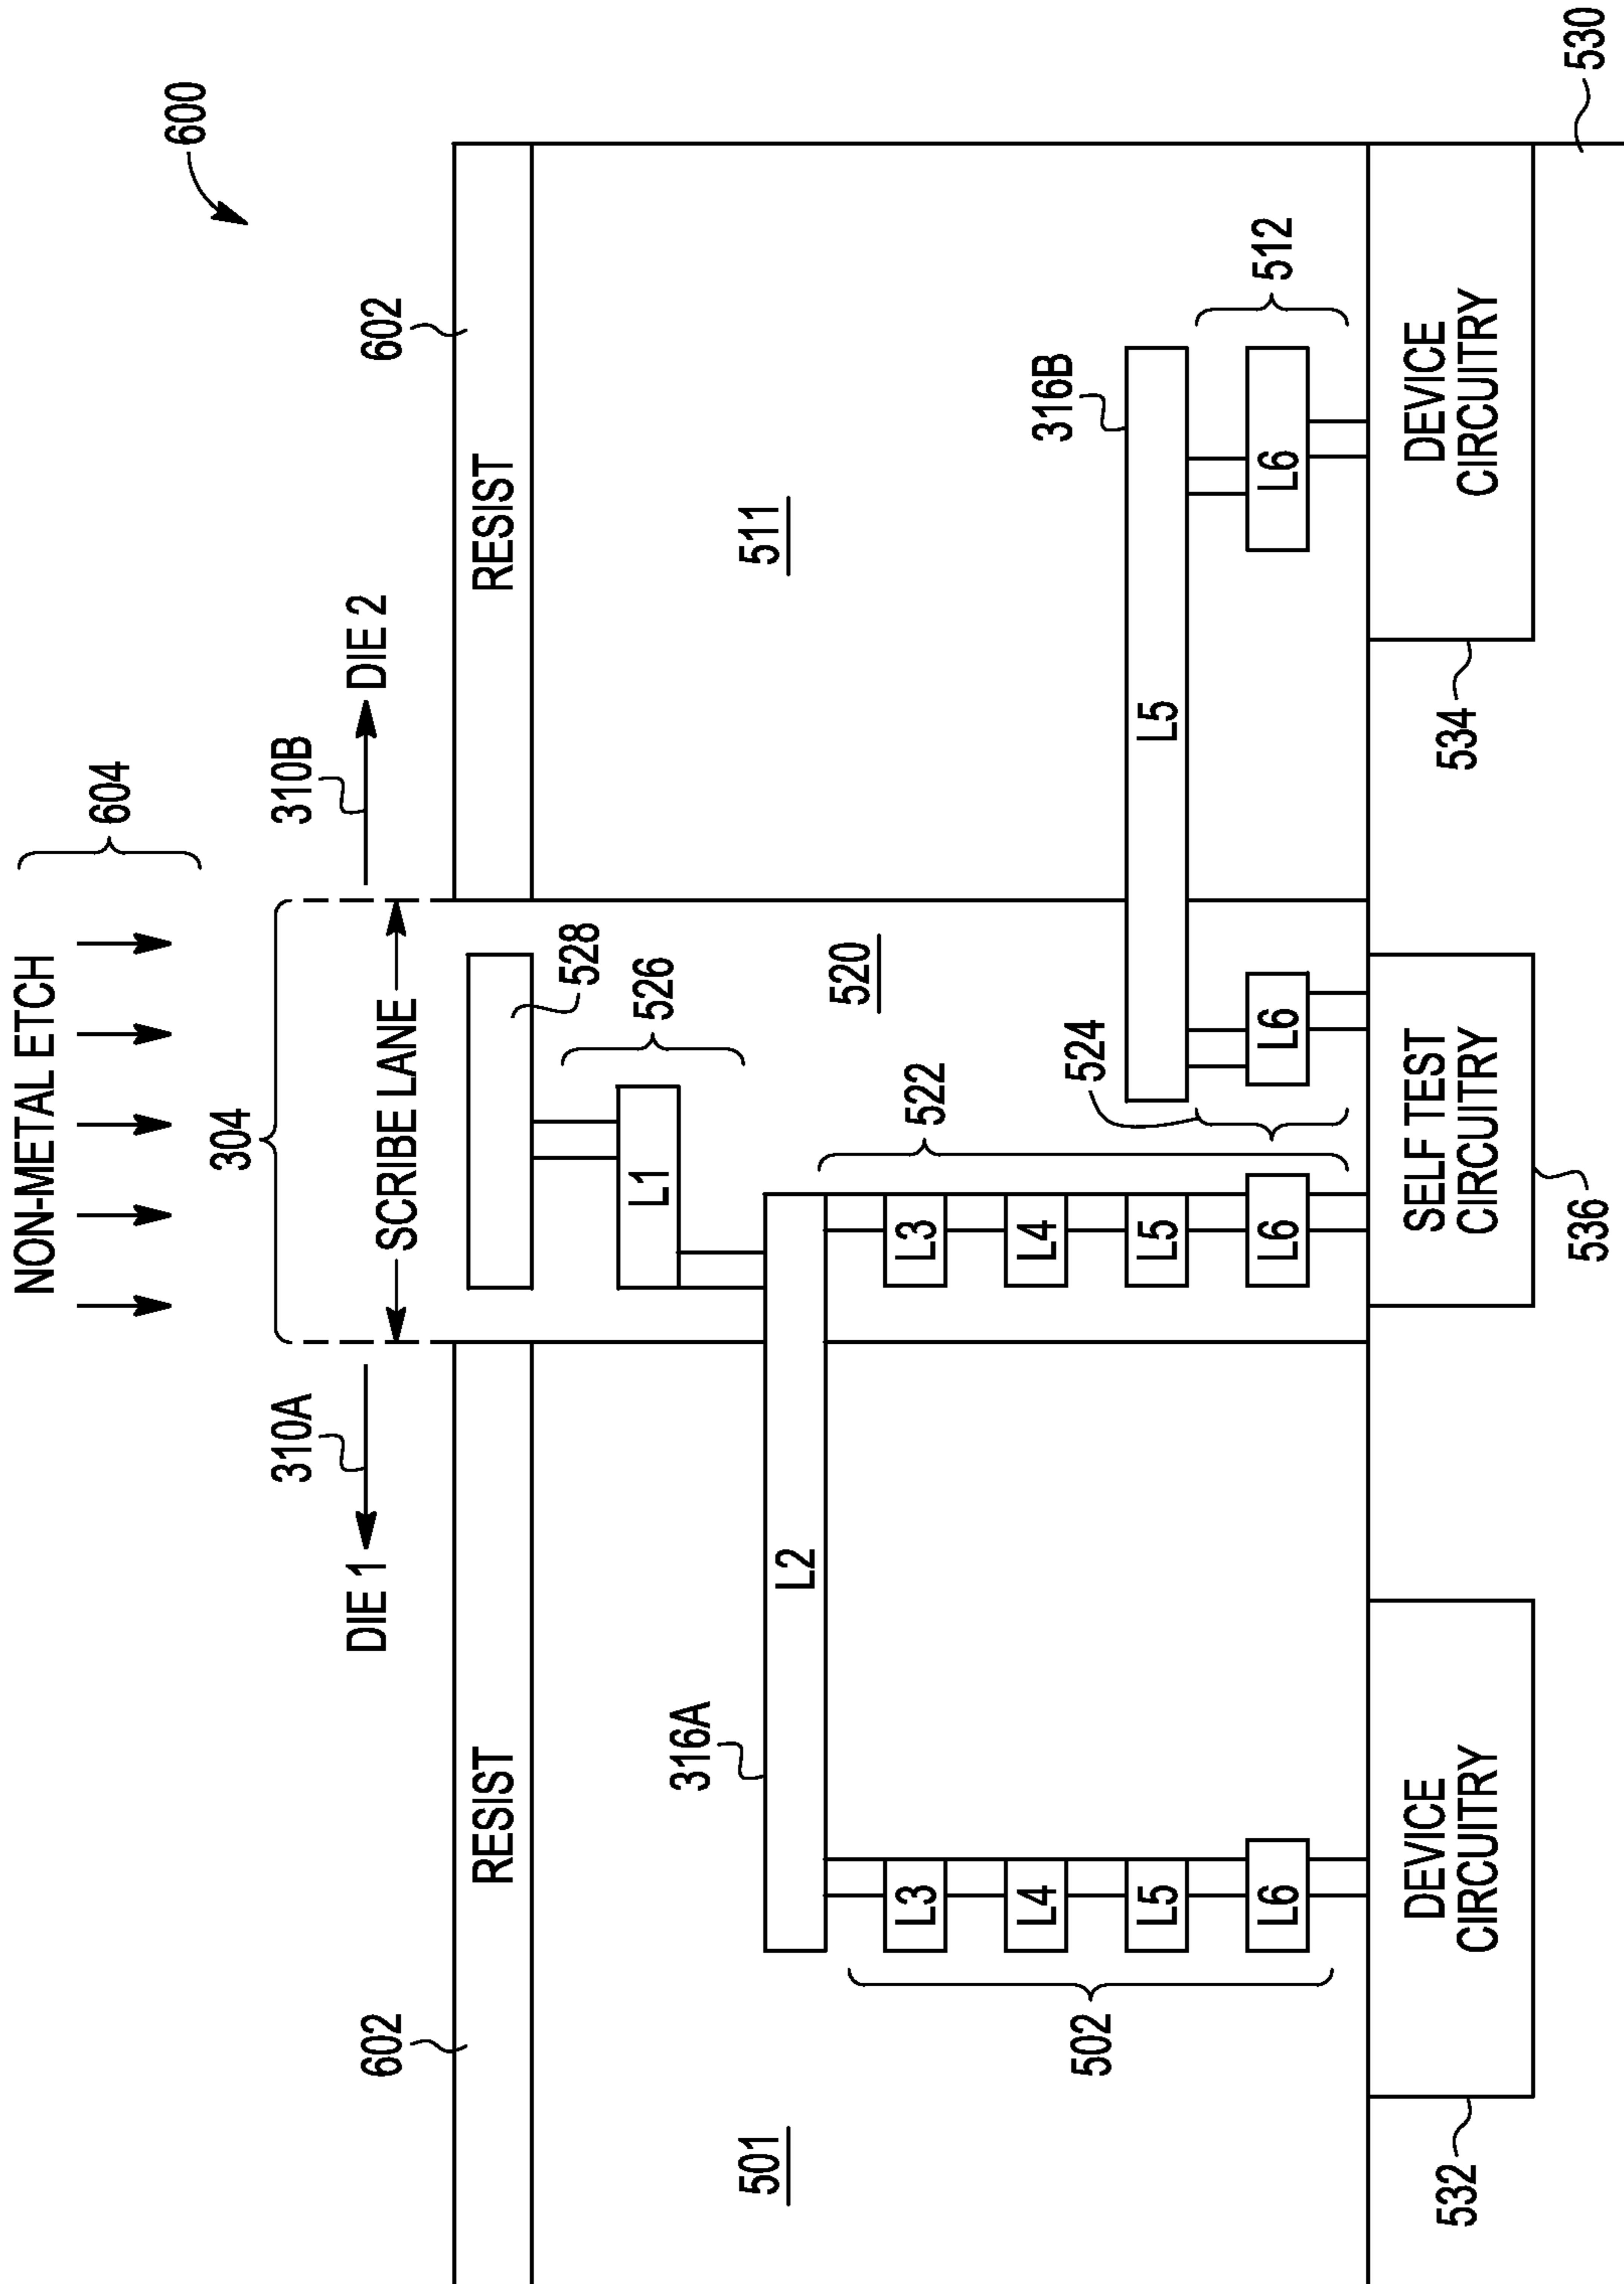 600
NON-METAL ETCH
604
304
310A
310B
DIE 1
SCRIBE LANE
DIE 2
602
602
RESIST
RESIST
528
526
L1
316A
L2
501
511
520
522
524
L3
L3
L4
L4
316B
L5
L5
L5
502
512
L6
L6
L6
L6
DEVICE
CIRCUITRY
SELF TEST
CIRCUITRY
DEVICE
CIRCUITRY
532
536
534
530